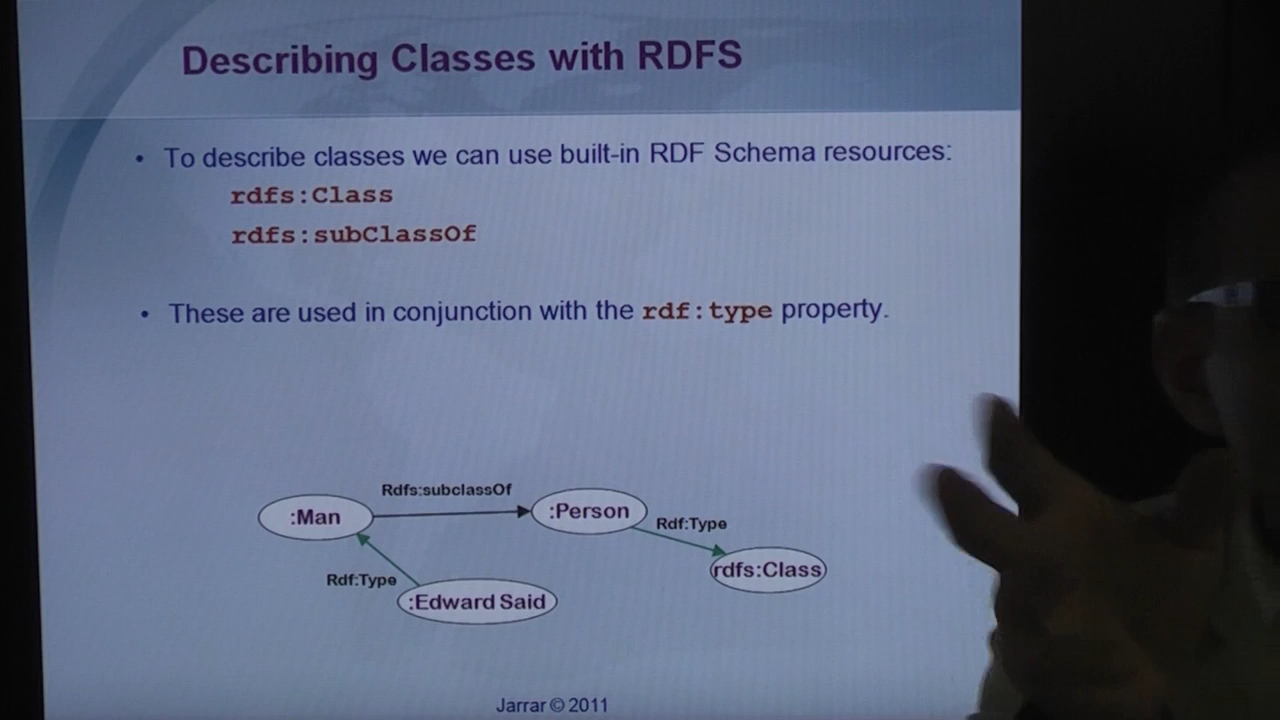 Describing Classes with RDFS
• To describe classes we can use built-in RDF Schema resources:
rdfs:Class
rdfs:subClassOf
• These are used in conjunction with the rdf:type property.
Rdfs:subclassOf
:Man
:Person
Rdf:Type
rdfs:Class
Rdf:Type
:Edward Said
Jarrar © 2011